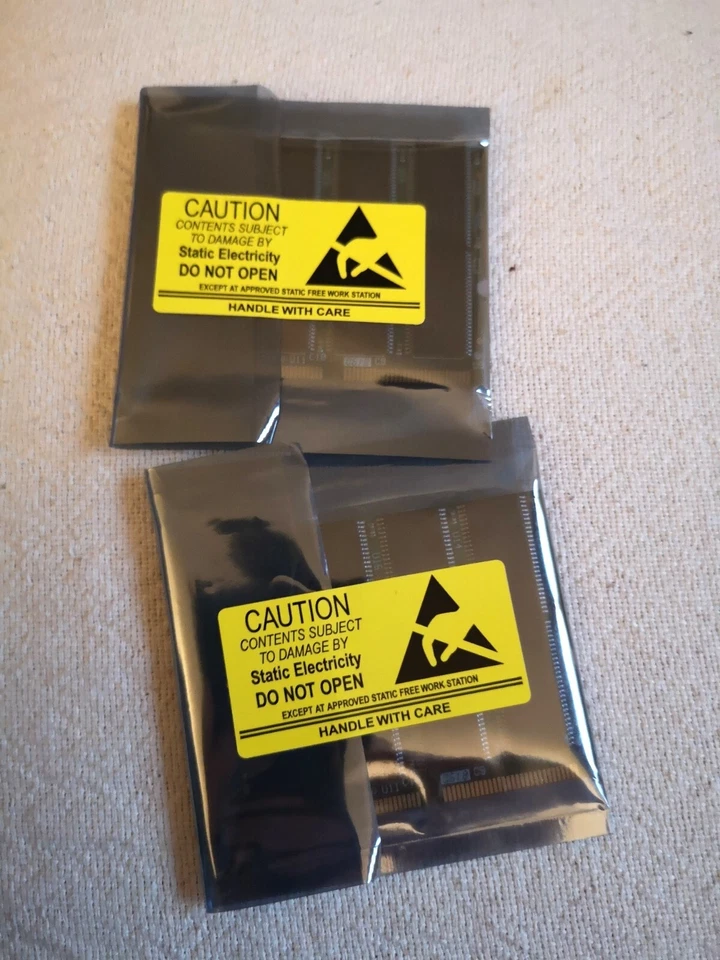 CAUTION
CONTENTS SUBJECT
TO DAMAGE BY
Static Electricity
DO NOT OPEN
EXCEPT AT APPROVED STATIC FREE WORK STATION
HANDLE WITH CARE
CAUTION
CONTENTS SUBJECT
TO DAMAGE BY
Static Electricity
DO NOT OPEN
EXCEPT AT APPROVED STATIC FREE WORK STATION
HANDLE WITH CARE